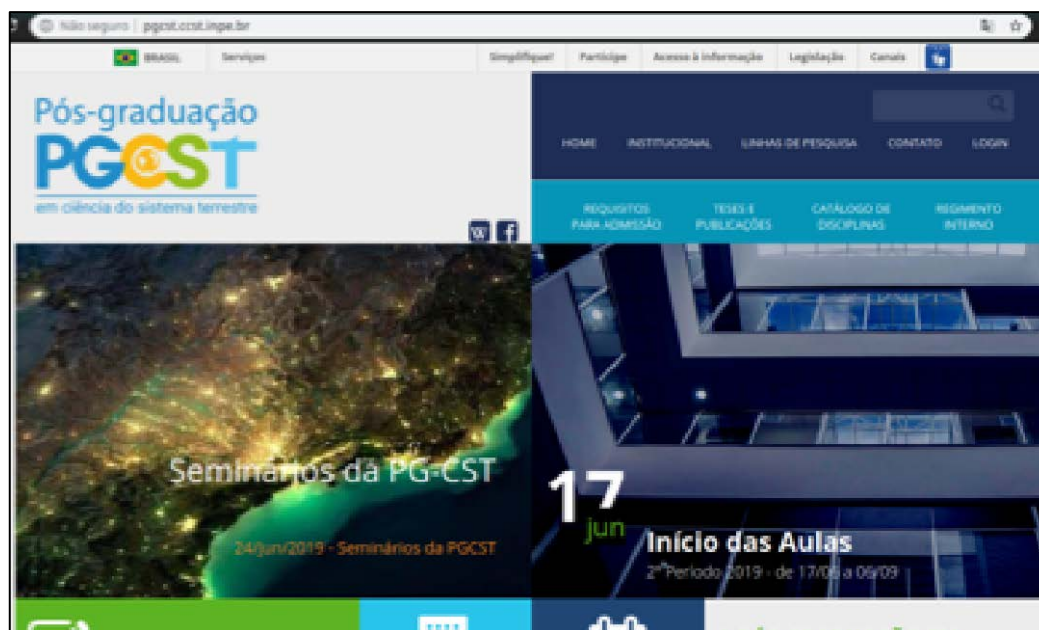 Não seguro | pgcst.ccst.inpe.br
BRASIL Serviços Simplifique! Participe Acesso à informação Legislação Canais
Pós-graduação
PGCST
em ciência do sistema terrestre
HOME INSTITUCIONAL LINHAS DE PESQUISA CONTATO LOGIN
REQUISITOS PARA ADMISSÃO
TESES E PUBLICAÇÕES
CATÁLOGO DE DISCIPLINAS
REGIMENTO INTERNO
W f
Seminários da PG-CST
24/Jun/2019 - Seminários da PGCST
17
jun
Início das Aulas
2º Período 2019 - de 17/06 a 06/09